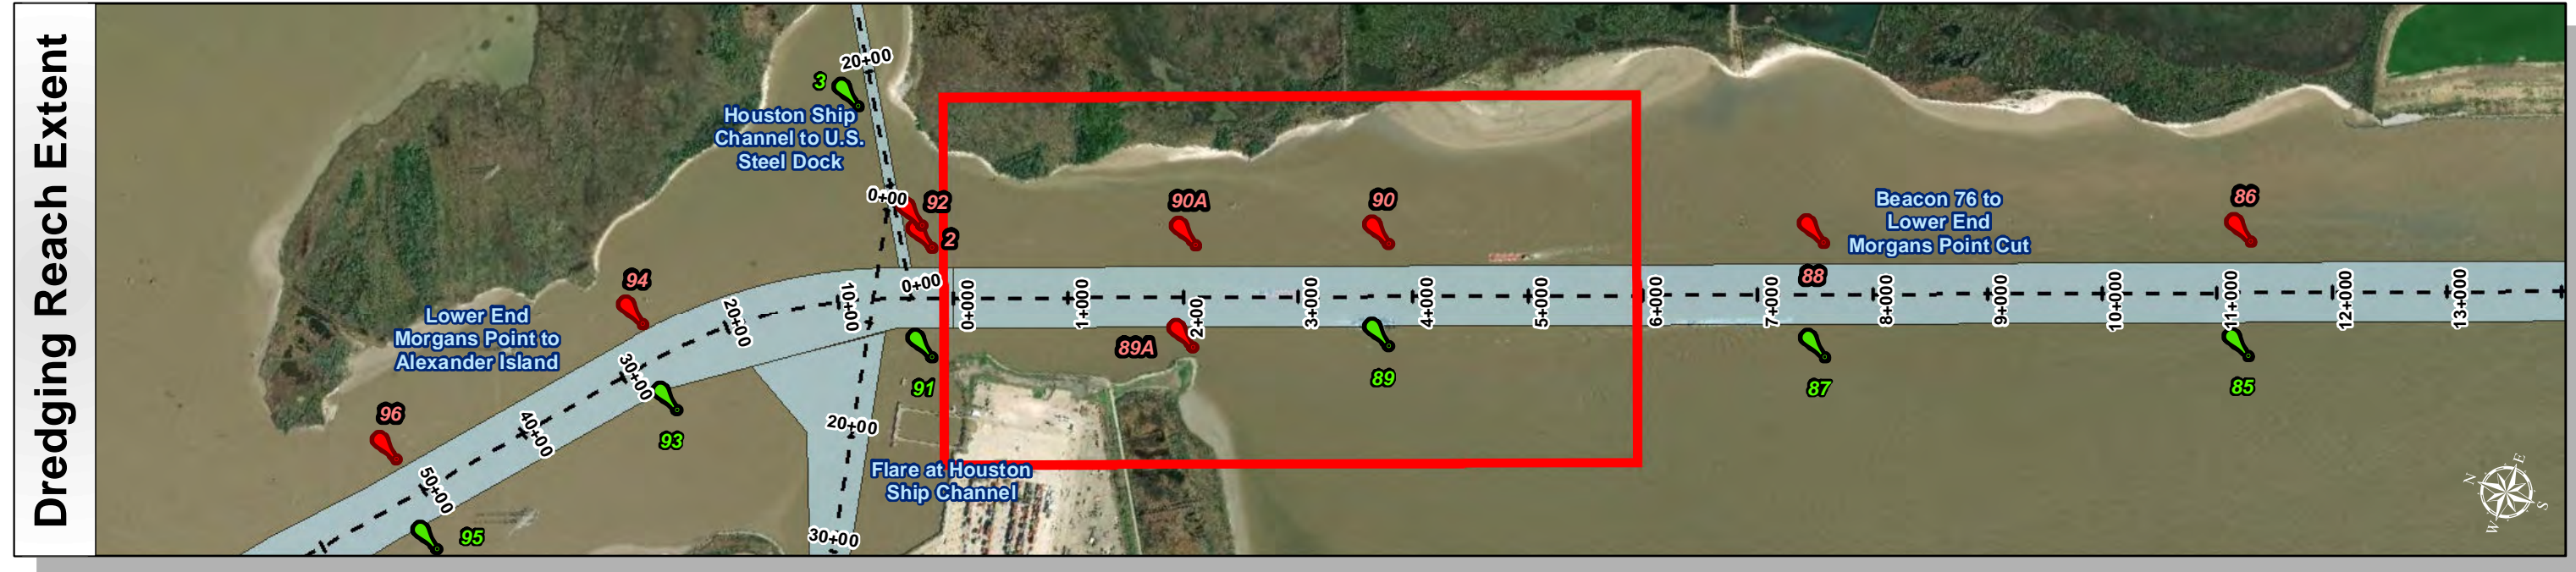 Dredging Reach Extent
20+00
3
Houston Ship
Channel to U.S.
Steel Dock
0+00
92
2
90A
90
Beacon 76 to
Lower End
Morgans Point Cut
86
94
88
0+00
10+00
20+00
30+00
40+00
50+00
0+000
1+000
2+00
3+000
4+000
5+000
6+000
7+000
8+000
9+000
10+000
11+000
12+000
13+000
Lower End
Morgans Point to
Alexander Island
89A
91
89
87
85
96
93
95
20+00
Flare at Houston
Ship Channel
30+00
N
E
S
W